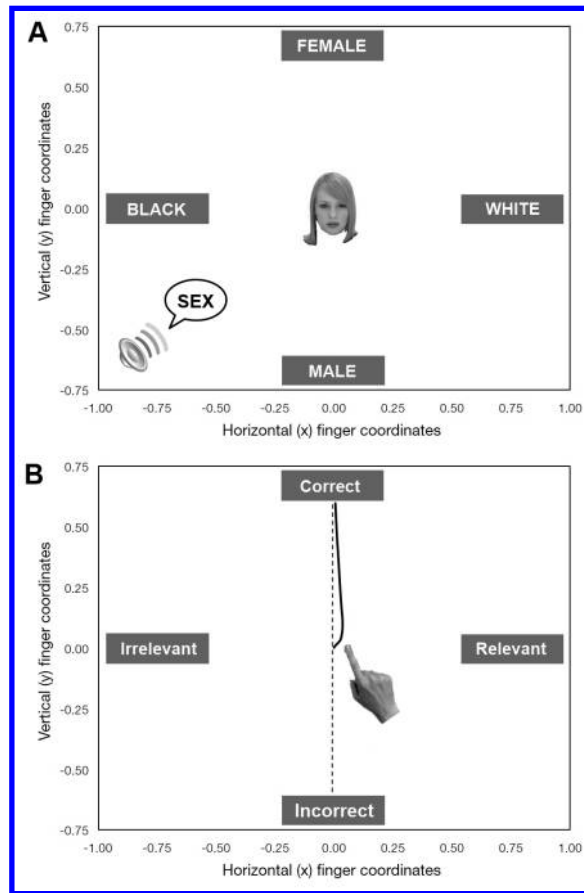 A
0.75
FEMALE
0.50
0.25
0.00
BLACK
WHITE
-0.25
SEX
-0.50
MALE
-0.75
-1.00 -0.75 -0.50 -0.25 0.00 0.25 0.50 0.75 1.00
Horizontal (x) finger coordinates
Vertical (y) finger coordinates
B
0.75
Correct
0.50
0.25
0.00
Irrelevant
Relevant
-0.25
-0.50
Incorrect
-0.75
-1.00 -0.75 -0.50 -0.25 0.00 0.25 0.50 0.75 1.00
Horizontal (x) finger coordinates
Vertical (y) finger coordinates